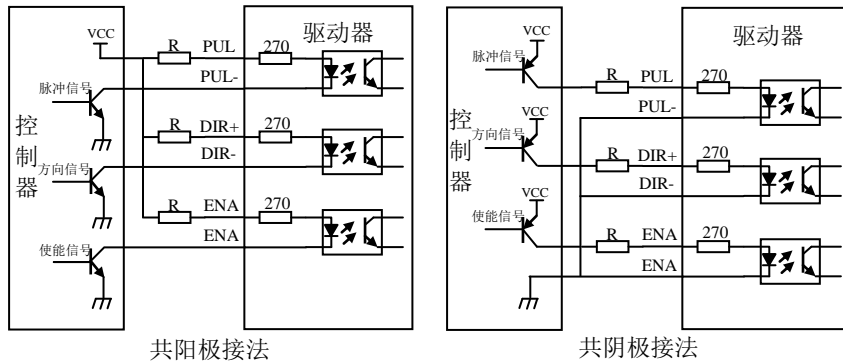 驱动器
VCC
R
PUL
270
PUL-
脉冲信号
控制器
R
DIR+
270
DIR-
方向信号
R
ENA
270
ENA
使能信号
共阳极接法
驱动器
VCC
脉冲信号
R
PUL
270
PUL-
控制器
VCC
方向信号
R
DIR+
270
DIR-
VCC
使能信号
R
ENA
270
ENA
共阴极接法